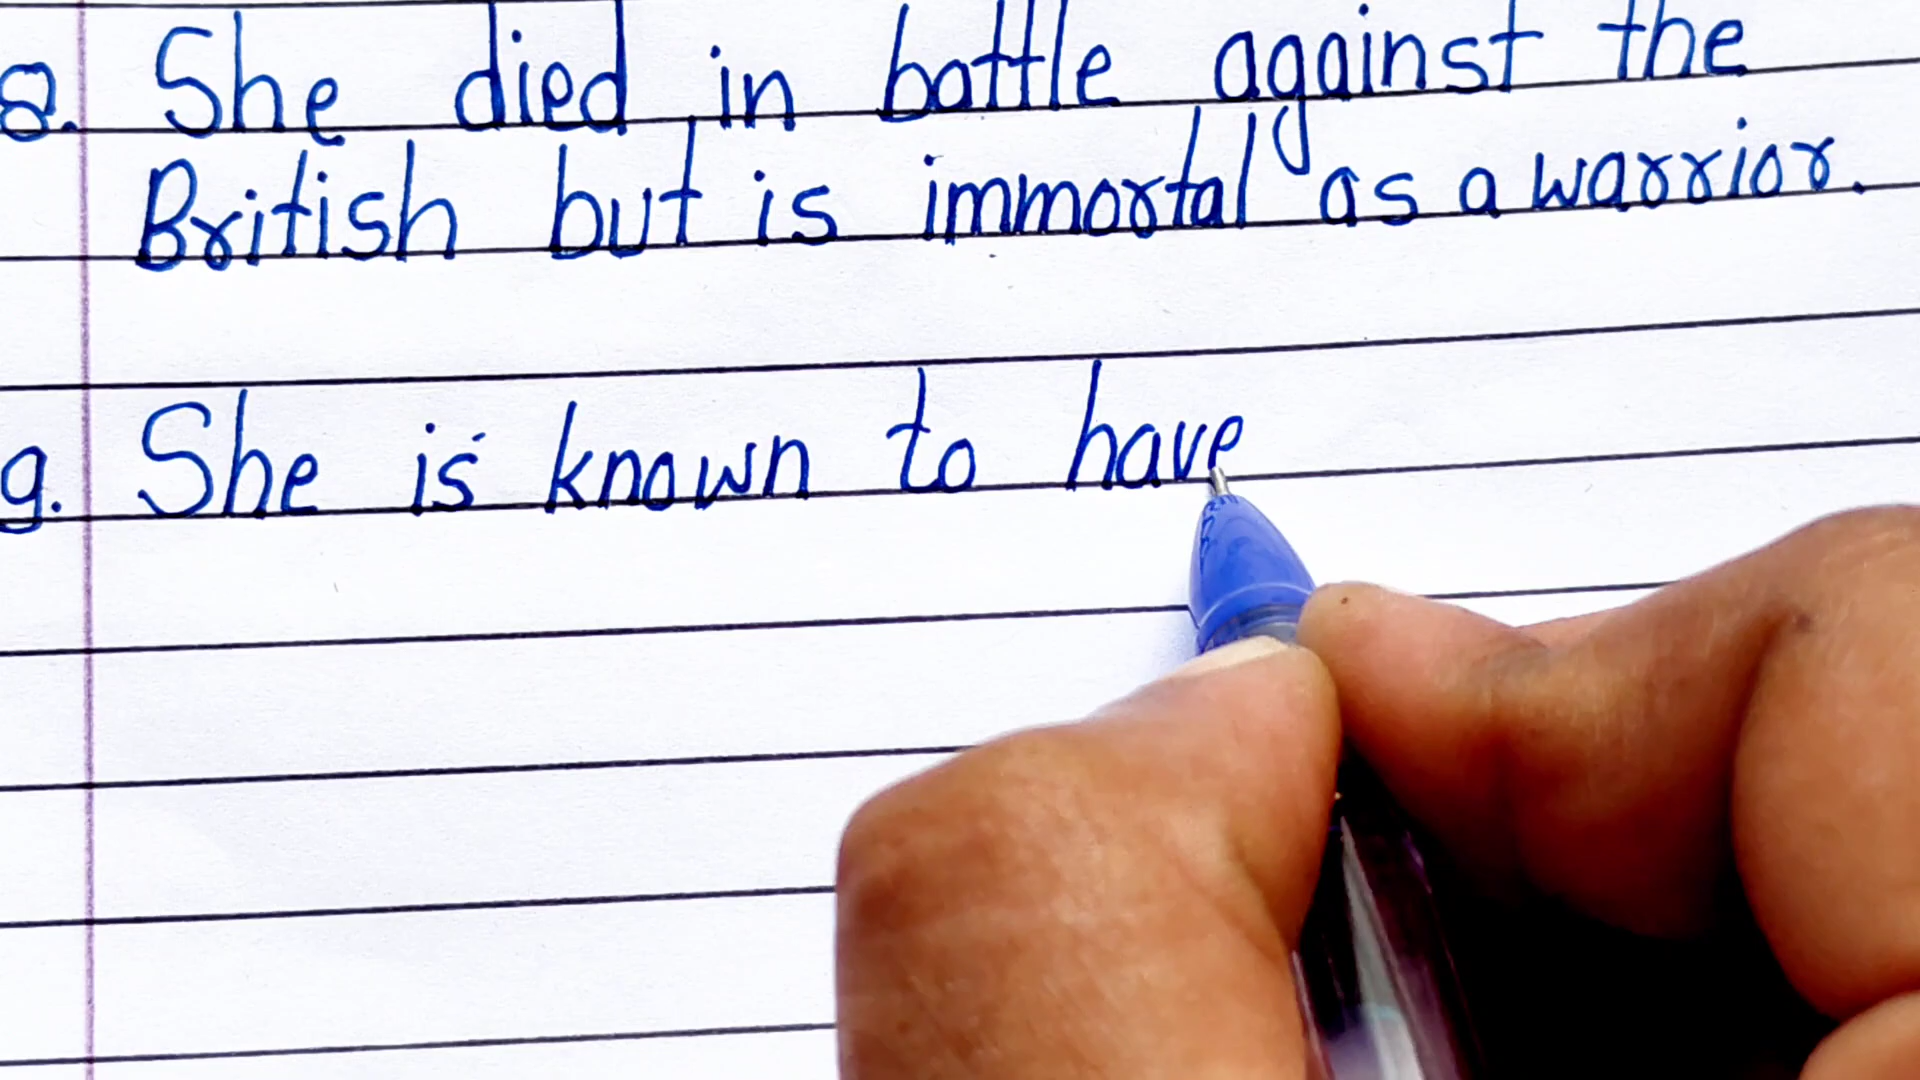 8. She died in battle against the
British but is immortal as a warrior.
9. She is known to have